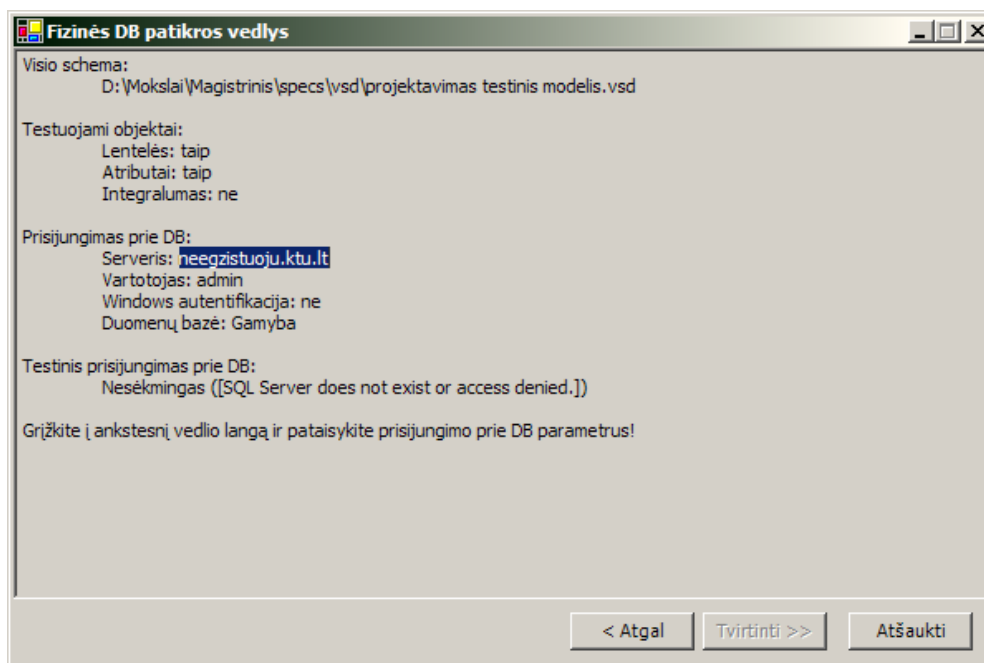 Fizinės DB patikros vedlys
Visio schema:
D:\Mokslai\Magistrinis\specs\vsd\projektavimas testinis modelis.vsd
Testuojami objektai:
Lentelės: taip
Atributai: taip
Integralumas: ne
Prisijungimas prie DB:
Serveris: neegzistuoju.ktu.lt
Vartotojas: admin
Windows autentifikacija: ne
Duomenų bazė: Gamyba
Testinis prisijungimas prie DB:
Nesėkmingas ([SQL Server does not exist or access denied.])
Grįžkite į ankstesnį vedlio langą ir pataisykite prisijungimo prie DB parametrus!
< Atgal
Tvirtinti >>
Atšaukti